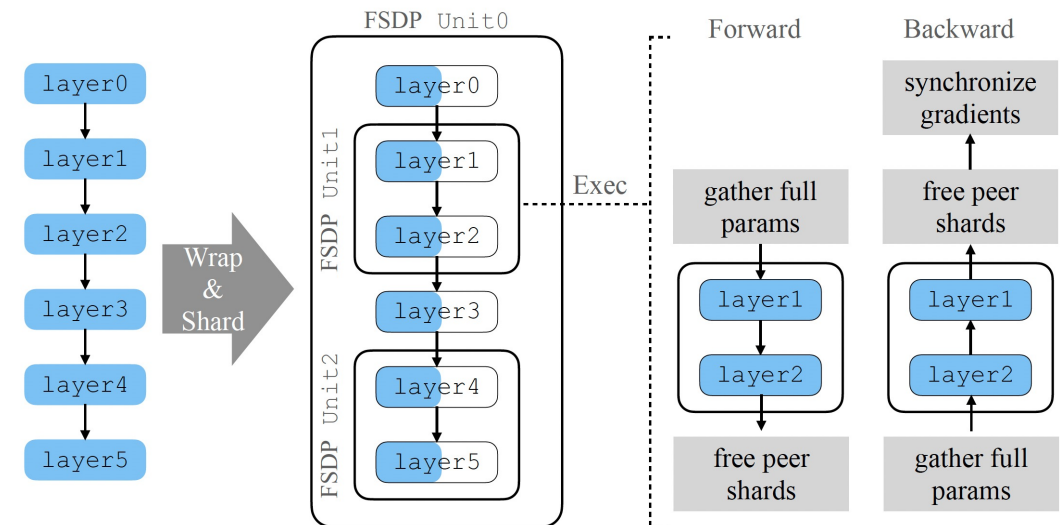 layer0
layer1
layer2
layer3
layer4
layer5
Wrap
&
Shard
FSDP Unit0
layer0
FSDP Unit1
layer1
layer2
layer3
FSDP Unit2
layer4
layer5
Exec
Forward
gather full
params
layer1
layer2
free peer
shards
Backward
synchronize
gradients
free peer
shards
layer1
layer2
gather full
params